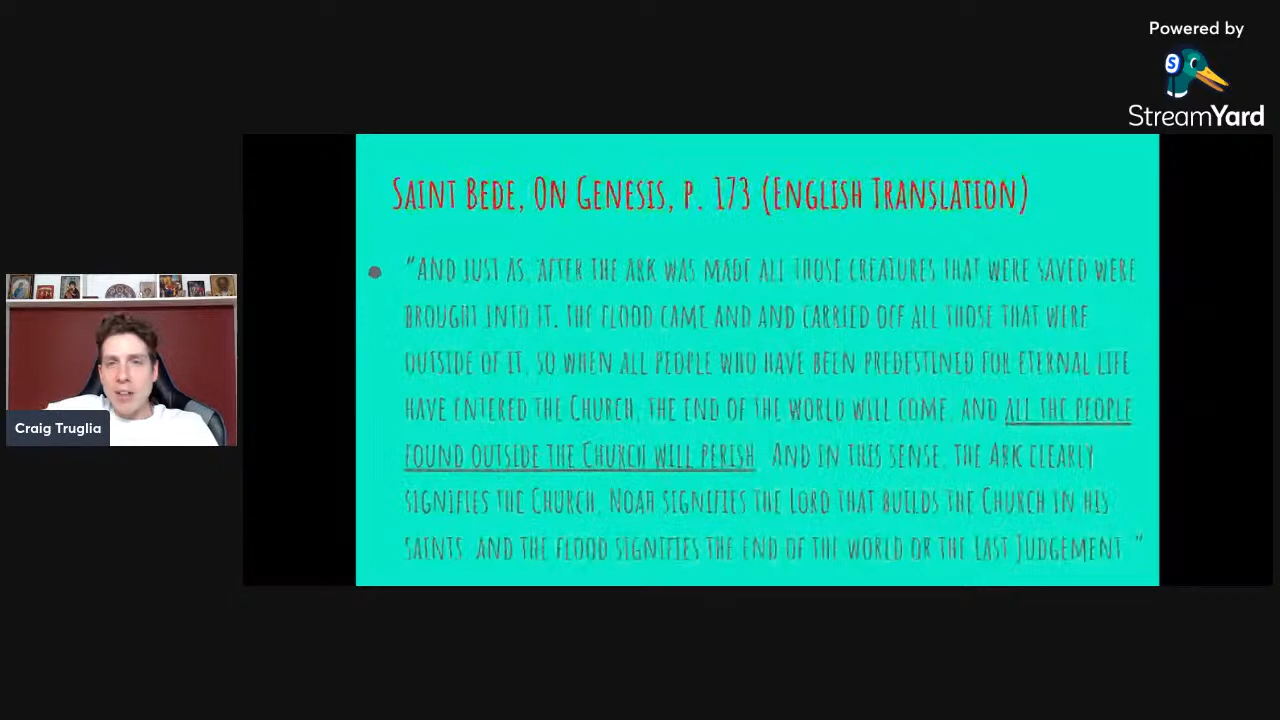 Powered by
StreamYard
SAINT BEDE, ON GENESIS, P. 173 (ENGLISH TRANSLATION)
"AND JUST AS, AFTER THE ARK WAS MADE ALL THOSE CREATURES THAT WERE SAVED WERE
BROUGHT INTO IT, THE FLOOD CAME AND AND CARRIED OFF ALL THOSE THAT WERE
OUTSIDE OF IT, SO WHEN ALL PEOPLE WHO HAVE BEEN PREDESTINED FOR ETERNAL LIFE
HAVE ENTERED THE CHURCH, THE END OF THE WORLD WILL COME, AND ALL THE PEOPLE
FOUND OUTSIDE THE CHURCH WILL PERISH. AND IN THIS SENSE, THE ARK CLEARLY
SIGNIFIES THE CHURCH, NOAH SIGNIFIES THE LORD THAT BUILDS THE CHURCH IN HIS
SAINTS, AND THE FLOOD SIGNIFIES THE END OF THE WORLD OR THE LAST JUDGEMENT."
Craig Truglia